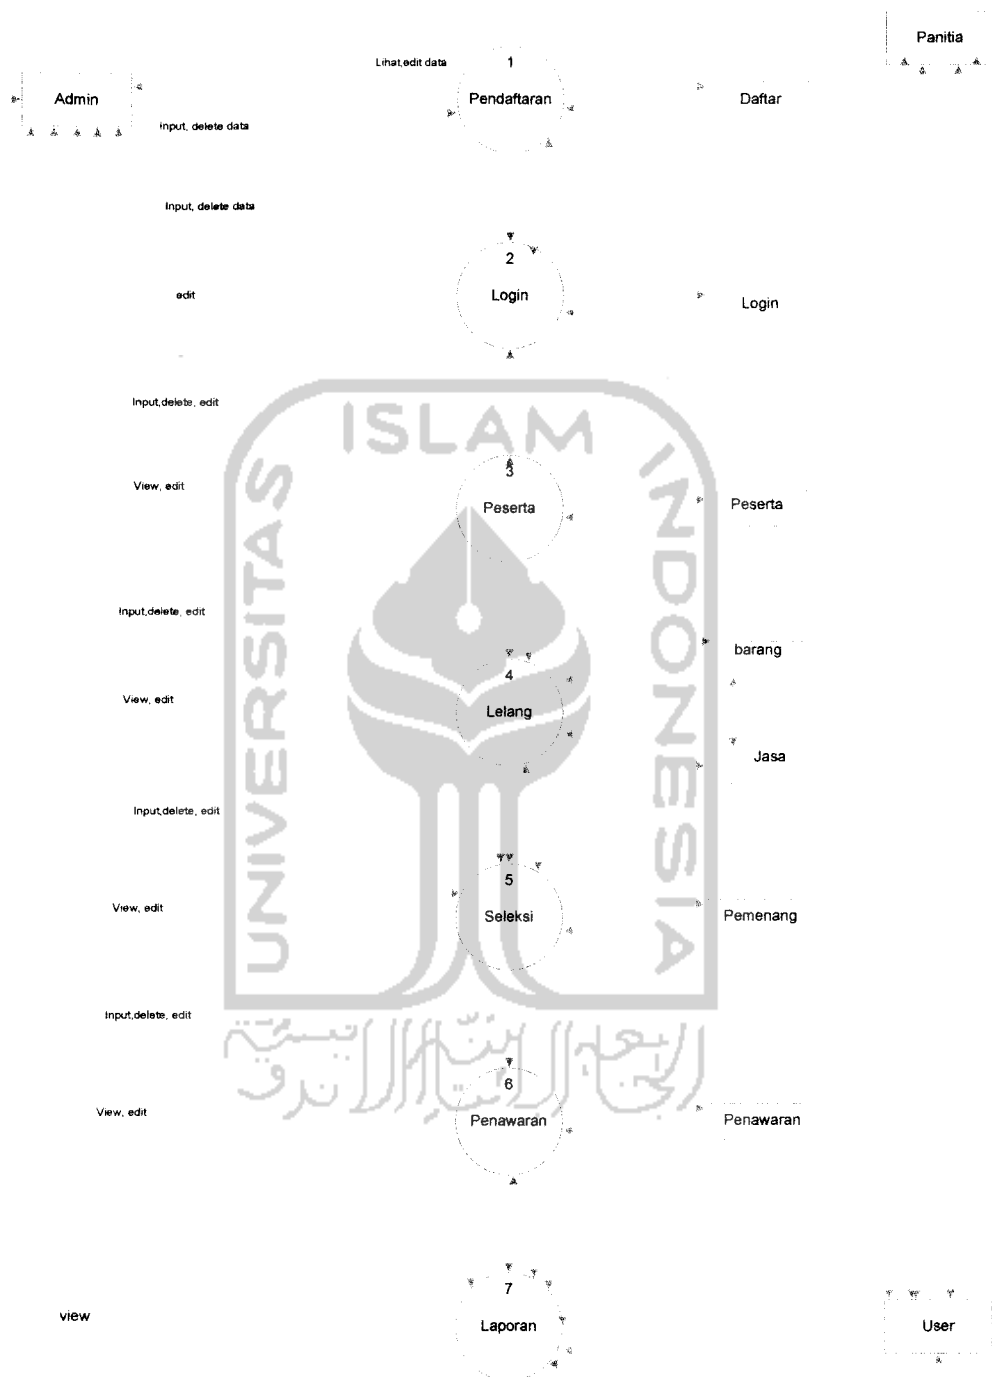 Panitia
Lihat,edit data
1
Admin
Pendaftaran
Daftar
Input, delete data
Input, delete data
2
edit
Login
Login
Input,delete, edit
ISLAM
UNIVERSITAS
INDONESIA
View, edit
3
Peserta
Peserta
Input,delete, edit
barang
4
View, edit
Lelang
Jasa
Input,delete, edit
5
View, edit
Seleksi
Pemenang
Input,delete, edit
6
View, edit
Penawaran
Penawaran
7
view
Laporan
User